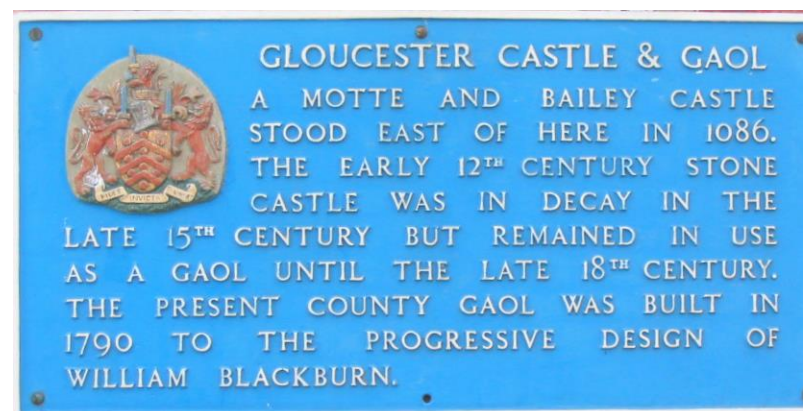 GLOUCESTER CASTLE & GAOL
A MOTTE AND BAILEY CASTLE
STOOD EAST OF HERE IN 1086.
THE EARLY 12TH CENTURY STONE
CASTLE WAS IN DECAY IN THE
LATE 15TH CENTURY BUT REMAINED IN USE
AS A GAOL UNTIL THE LATE 18TH CENTURY.
THE PRESENT COUNTY GAOL WAS BUILT IN
1790 TO THE PROGRESSIVE DESIGN OF
WILLIAM BLACKBURN.
INVICTA